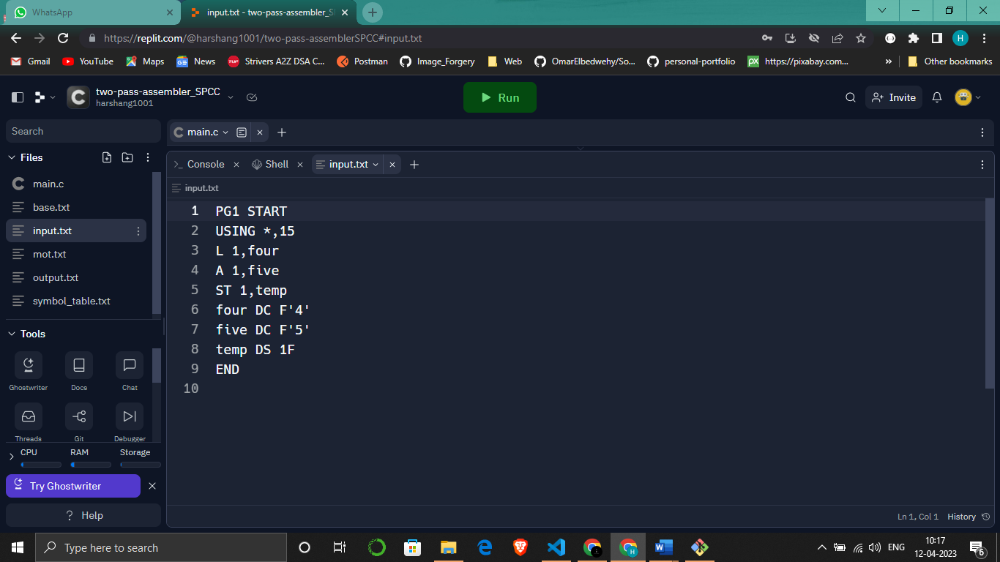 WhatsApp
input.txt - two-pass-assembler_S
https://replit.com/@harshang1001/two-pass-assemblerSPCC#input.txt
H
Gmail YouTube Maps News Strivers A2Z DSA C... Postman Image_Forgery Web OmarElbedwehy/So... personal-portfolio https://pixabay.com... » Other bookmarks
two-pass-assembler_SPCC
harshang1001
Run
Invite
Search
main.c
Files
Console Shell input.txt
main.c
input.txt
base.txt
input.txt
mot.txt
output.txt
symbol_table.txt
1 PG1 START
2 USING *,15
3 L 1,four
4 A 1,five
5 ST 1,temp
6 four DC F'4'
7 five DC F'5'
8 temp DS 1F
9 END
10
Tools
Ghostwriter Docs Chat
Threads Git Debugger
CPU RAM Storage
Try Ghostwriter
? Help
Ln 1, Col 1 History
Type here to search
ENG
10:17
12-04-2023
6